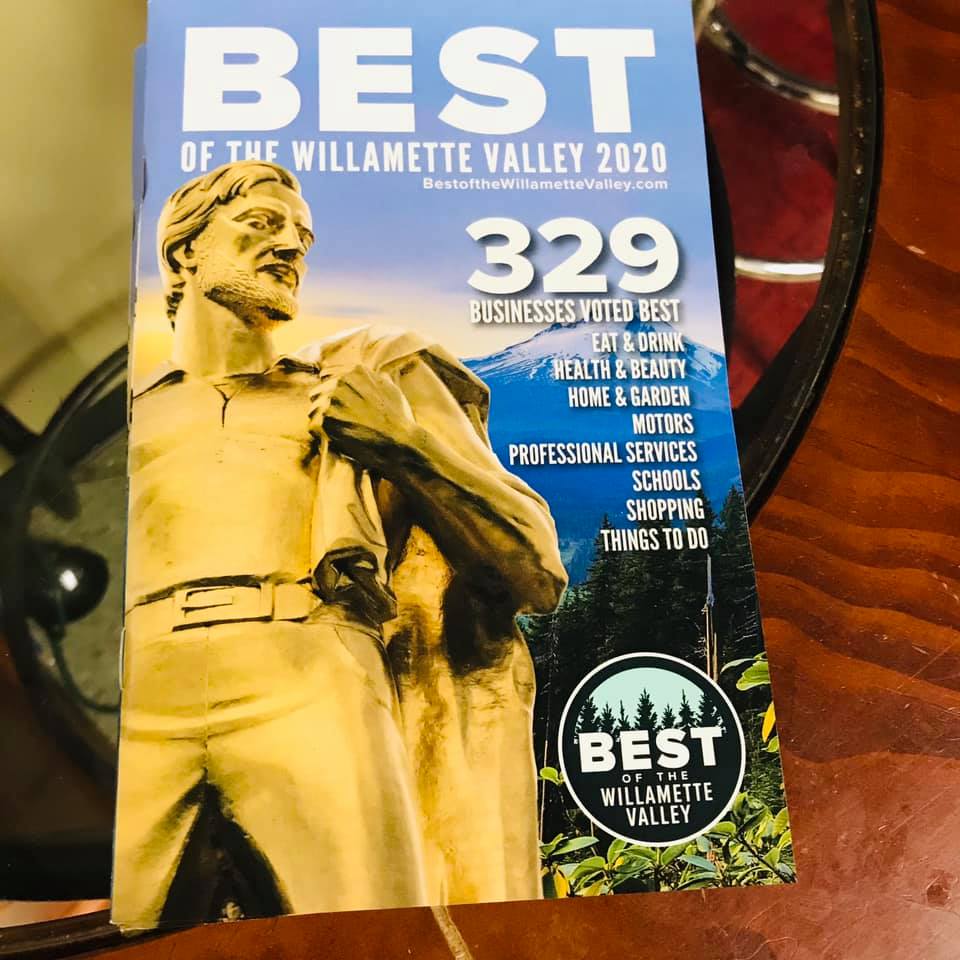 BEST
OF THE WILLAMETTE VALLEY 2020
BestoftheWillametteValley.com
329
BUSINESSES VOTED BEST
EAT & DRINK
HEALTH & BEAUTY
HOME & GARDEN
MOTORS
PROFESSIONAL SERVICES
SCHOOLS
SHOPPING
THINGS TO DO
BEST
OF THE
WILLAMETTE
VALLEY